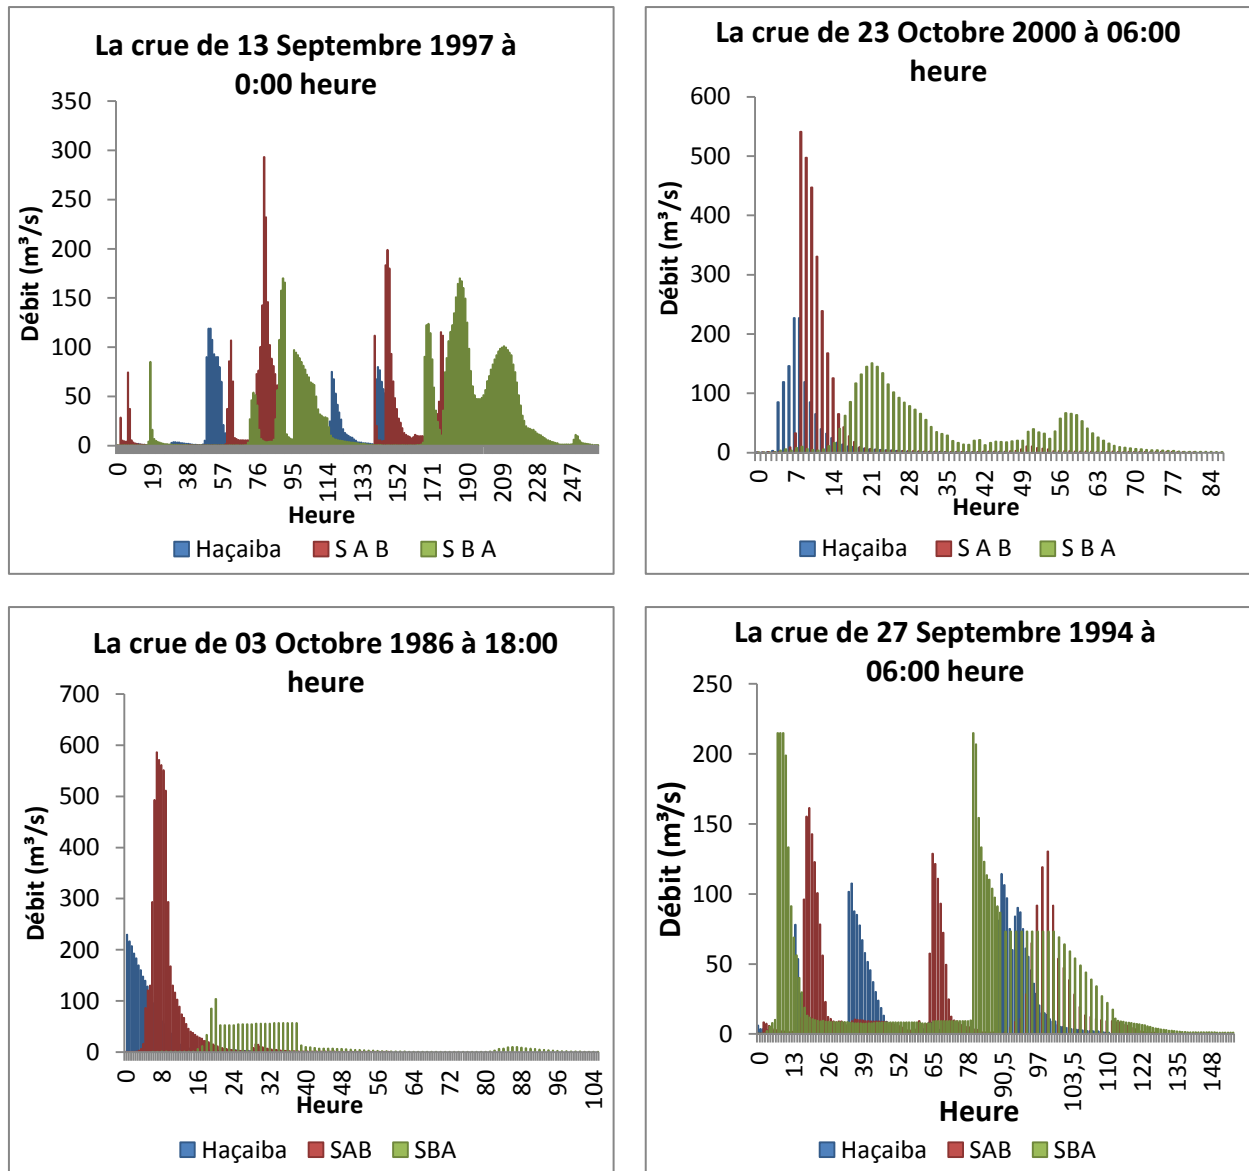 La crue de 13 Septembre 1997 à
0:00 heure
Débit (m³/s)
350
300
250
200
150
100
50
0
0 19 38 57 76 95 114 133 152 171 190 209 228 247
Heure
Haçaiba S A B S B A
La crue de 23 Octobre 2000 à 06:00
heure
Débit (m³/s)
600
500
400
300
200
100
0
0 7 14 21 28 35 42 49 56 63 70 77 84
Heure
Haçaiba S A B S B A
La crue de 03 Octobre 1986 à 18:00
heure
Débit (m³/s)
700
600
500
400
300
200
100
0
0 8 16 24 32 40 48 56 64 72 80 88 96 104
Heure
Haçaiba SAB SBA
La crue de 27 Septembre 1994 à
06:00 heure
Débit (m³/s)
250
200
150
100
50
0
0 13 26 39 52 65 78 90,5 97 103,5 110 122 135 148
Heure
Haçaiba SAB SBA